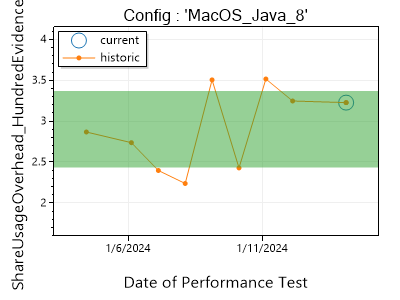 Config : 'MacOS_Java_8'
current
historic
4
3.5
3
2.5
2
ShareUsageOverhead_HundredEvidence
1/6/2024
1/11/2024
Date of Performance Test